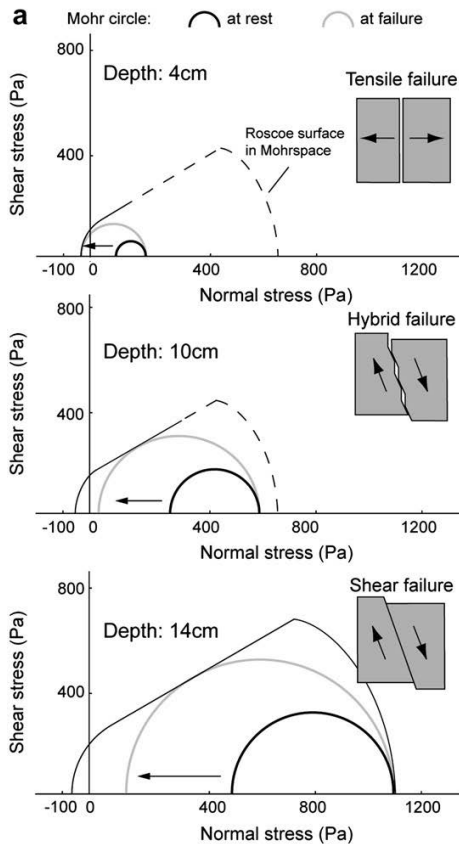 a
Mohr circle: at rest at failure
Shear stress (Pa)
800
400
Depth: 4cm
Roscoe surface
in Mohrspace
Tensile failure
-100 0 400 800 1200
Normal stress (Pa)
Shear stress (Pa)
800
400
Depth: 10cm
Hybrid failure
-100 0 400 800 1200
Normal stress (Pa)
Shear stress (Pa)
800
400
Depth: 14cm
Shear failure
-100 0 400 800 1200
Normal stress (Pa)